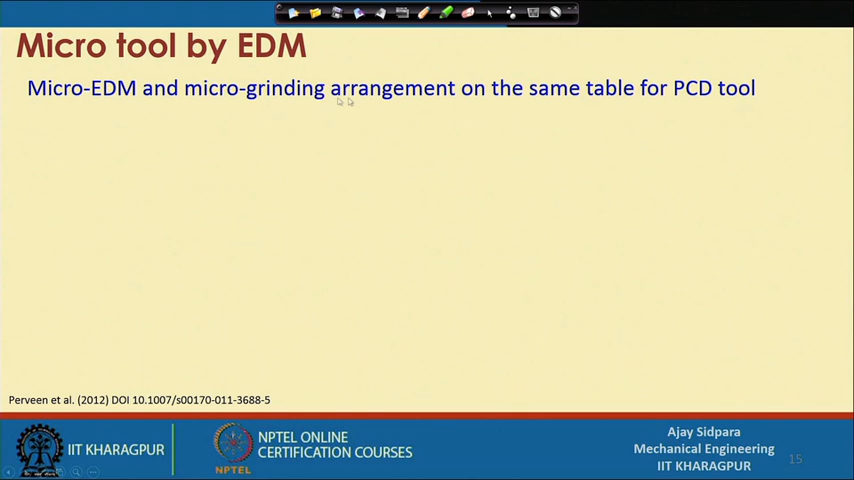 Micro tool by EDM
Micro-EDM and micro-grinding arrangement on the same table for PCD tool
Perveen et al. (2012) DOI 10.1007/s00170-011-3688-5
IIT KHARAGPUR
NPTEL
NPTEL ONLINE
CERTIFICATION COURSES
Ajay Sidpara
Mechanical Engineering
IIT KHARAGPUR
15